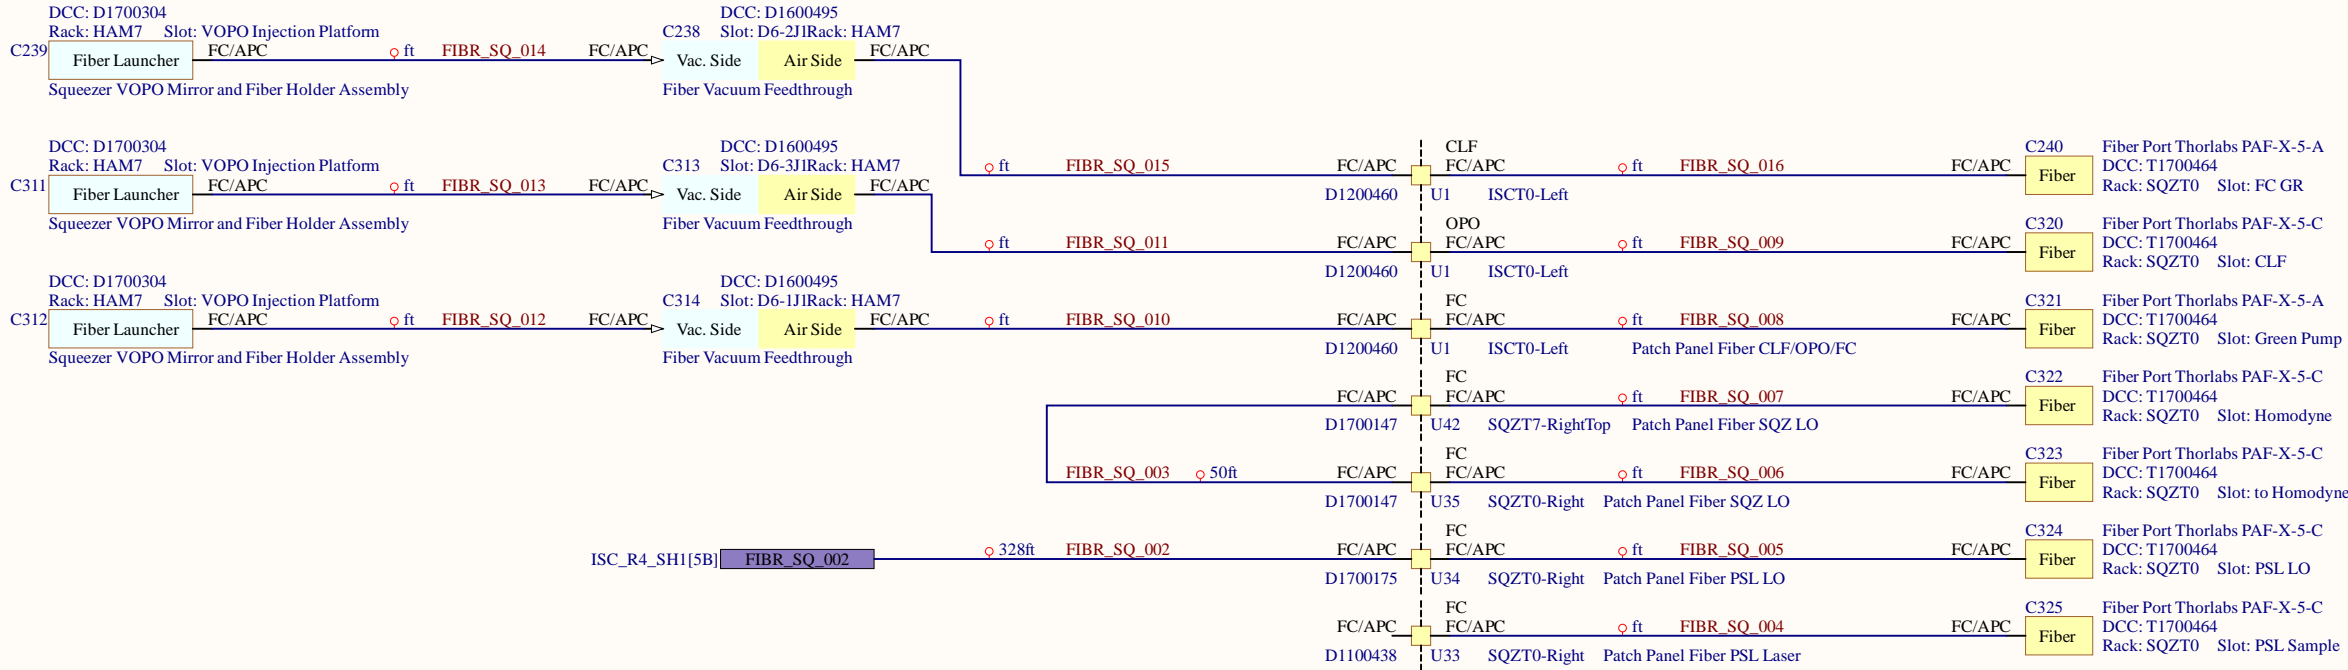 DCC: D1700304
Rack: HAM7 Slot: VOPO Injection Platform
C239 Fiber Launcher FC/APC ft FIBR_SQ_014 FC/APC
Squeezer VOPO Mirror and Fiber Holder Assembly
DCC: D1600495
C238 Slot: D6-2J1Rack: HAM7
Vac. Side Air Side FC/APC
Fiber Vacuum Feedthrough
DCC: D1700304
Rack: HAM7 Slot: VOPO Injection Platform
C311 Fiber Launcher FC/APC ft FIBR_SQ_013 FC/APC
Squeezer VOPO Mirror and Fiber Holder Assembly
DCC: D1600495
C313 Slot: D6-3J1Rack: HAM7
Vac. Side Air Side FC/APC
Fiber Vacuum Feedthrough
DCC: D1700304
Rack: HAM7 Slot: VOPO Injection Platform
C312 Fiber Launcher FC/APC ft FIBR_SQ_012 FC/APC
Squeezer VOPO Mirror and Fiber Holder Assembly
DCC: D1600495
C314 Slot: D6-1J1Rack: HAM7
Vac. Side Air Side FC/APC
Fiber Vacuum Feedthrough
CLF
ft FIBR_SQ_015 FC/APC FC/APC ft FIBR_SQ_016 FC/APC
D1200460 U1 ISCT0-Left
C240 Fiber Port Thorlabs PAF-X-5-A
Fiber DCC: T1700464
Rack: SQZT0 Slot: FC GR
OPO
ft FIBR_SQ_011 FC/APC FC/APC ft FIBR_SQ_009 FC/APC
D1200460 U1 ISCT0-Left
C320 Fiber Port Thorlabs PAF-X-5-C
Fiber DCC: T1700464
Rack: SQZT0 Slot: CLF
FC
ft FIBR_SQ_010 FC/APC FC/APC ft FIBR_SQ_008 FC/APC
D1200460 U1 ISCT0-Left Patch Panel Fiber CLF/OPO/FC
C321 Fiber Port Thorlabs PAF-X-5-A
Fiber DCC: T1700464
Rack: SQZT0 Slot: Green Pump
FC
FC/APC FC/APC ft FIBR_SQ_007 FC/APC
D1700147 U42 SQZT7-RightTop Patch Panel Fiber SQZ LO
C322 Fiber Port Thorlabs PAF-X-5-C
Fiber DCC: T1700464
Rack: SQZT0 Slot: Homodyne
FC
FIBR_SQ_003 50ft FC/APC FC/APC ft FIBR_SQ_006 FC/APC
D1700147 U35 SQZT0-Right Patch Panel Fiber SQZ LO
C323 Fiber Port Thorlabs PAF-X-5-C
Fiber DCC: T1700464
Rack: SQZT0 Slot: to Homodyne
FC
ISC_R4_SH1[5B] FIBR_SQ_002 328ft FIBR_SQ_002 FC/APC FC/APC ft FIBR_SQ_005 FC/APC
D1700175 U34 SQZT0-Right Patch Panel Fiber PSL LO
C324 Fiber Port Thorlabs PAF-X-5-C
Fiber DCC: T1700464
Rack: SQZT0 Slot: PSL LO
FC
FC/APC FC/APC ft FIBR_SQ_004 FC/APC
D1100438 U33 SQZT0-Right Patch Panel Fiber PSL Laser
C325 Fiber Port Thorlabs PAF-X-5-C
Fiber DCC: T1700464
Rack: SQZT0 Slot: PSL Sample